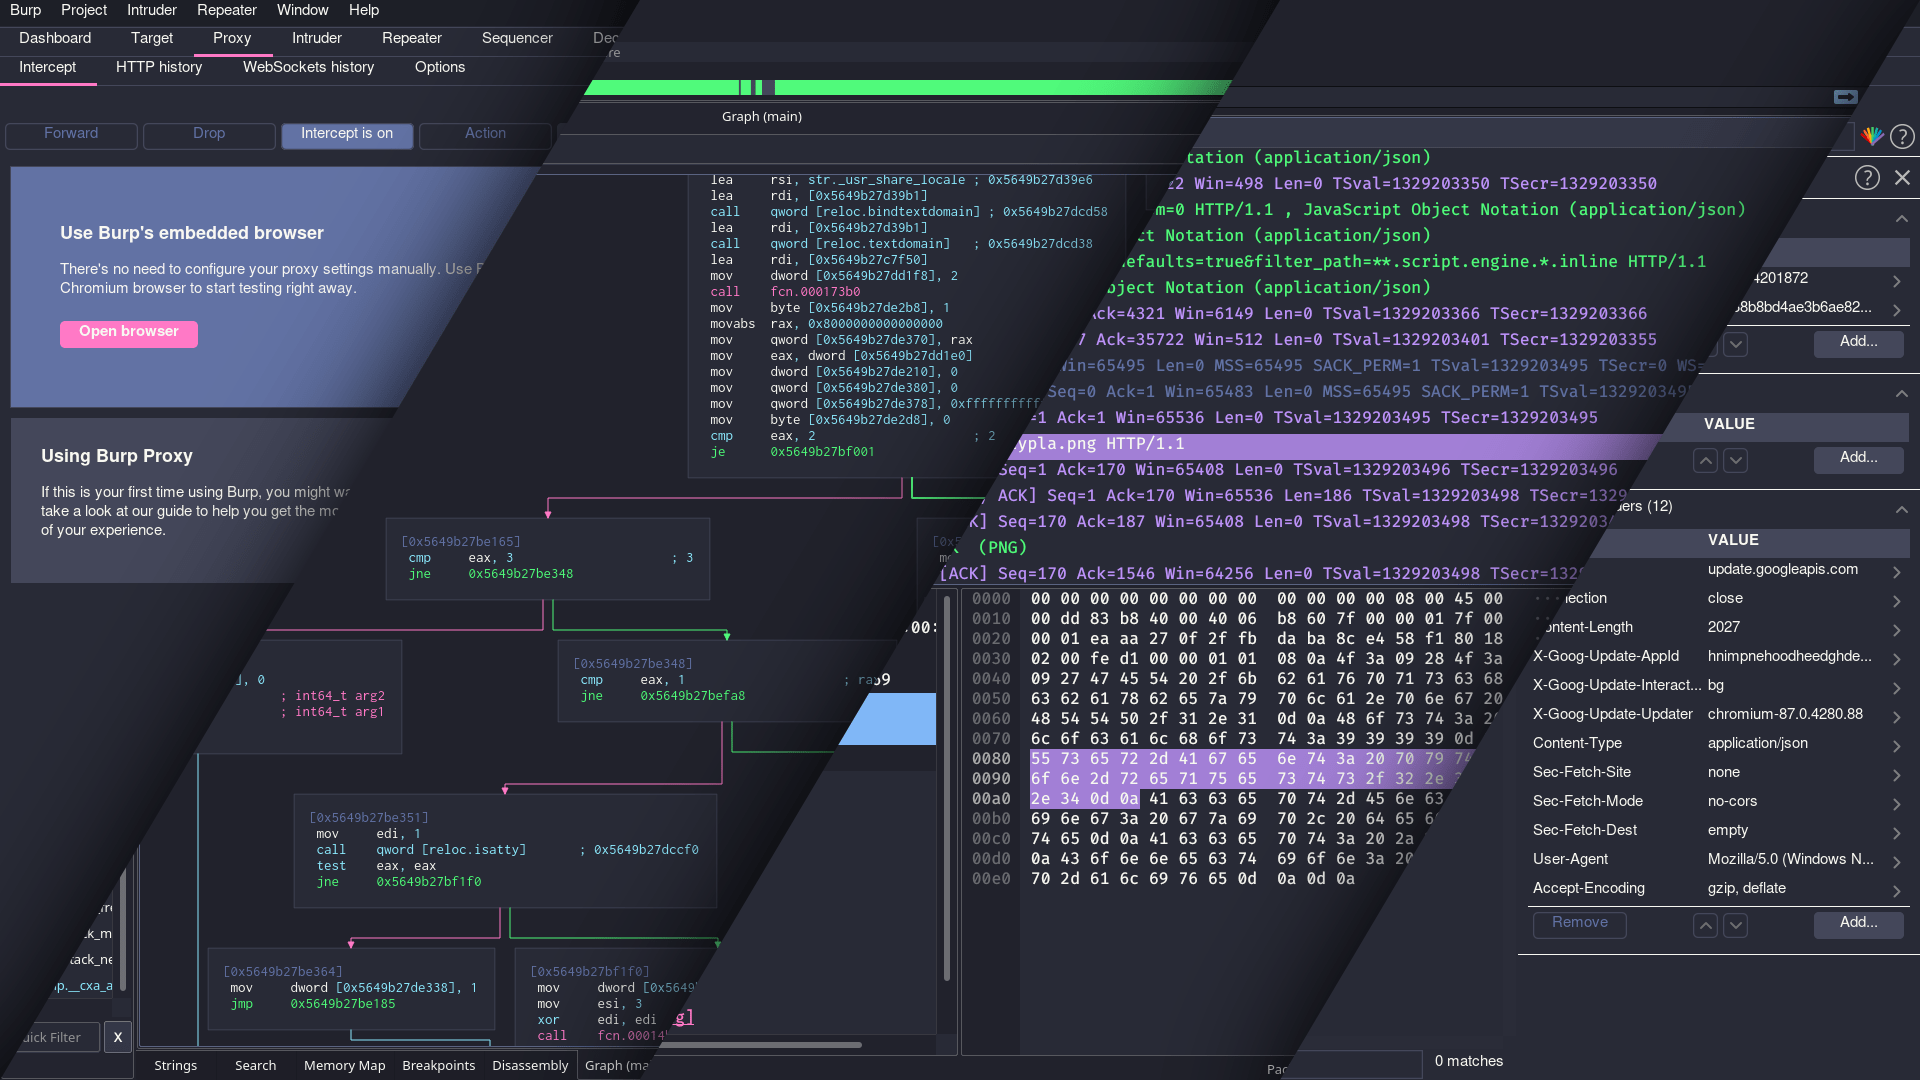 Burp Project Intruder Repeater Window Help
Dashboard Target Proxy Intruder Repeater Sequencer Dec
Intercept HTTP history WebSockets history Options
Forward Drop Intercept is on Action
Use Burp's embedded browser
There's no need to configure your proxy settings manually. Use
Chromium browser to start testing right away.
Open browser
Using Burp Proxy
If this is your first time using Burp, you might wa
take a look at our guide to help you get the mo
of your experience.
re
Graph (main)
lea rsi, str._usr_share_locale ; 0x5649b27d39e6
lea rdi, [0x5649b27d39b1]
call qword [reloc.bindtextdomain] ; 0x5649b27dcd58
lea rdi, [0x5649b27d39b1]
call qword [reloc.textdomain] ; 0x5649b27dcd38
lea rdi, [0x5649b27c7f50]
mov dword [0x5649b27dd1f8], 2
call fcn.000173b0
mov byte [0x5649b27de2b8], 1
movabs rax, 0x8000000000000000
mov qword [0x5649b27de370], rax
mov eax, dword [0x5649b27dd1e0]
mov dword [0x5649b27de210], 0
mov qword [0x5649b27de380], 0
mov qword [0x5649b27de378], 0xffffffffff
mov byte [0x5649b27de2d8], 0
cmp eax, 2 ; 2
je 0x5649b27bf001
[0x5649b27be165]
cmp eax, 3 ; 3
jne 0x5649b27be348
], 0
; int64_t arg2
; int64_t arg1
[0x5649b27be348]
cmp eax, 1 ; ra
jne 0x5649b27befa8
[0x5649b27be351]
mov edi, 1
call qword [reloc.isatty] ; 0x5649b27dccf0
test eax, eax
jne 0x5649b27bf1f0
[0x5649b27be364]
mov dword [0x5649b27de338], 1
jmp 0x5649b27be185
[0x5649b27bf1f0]
mov dword [0x5649b
mov esi, 3
xor edi, edi
call fcn.00014
ck_m
tack_ne
p.__cxa_a
uick Filter X
Strings Search Memory Map Breakpoints Disassembly Graph (ma
tation (application/json)
22 Win=498 Len=0 TSval=1329203350 TSecr=1329203350
m=0 HTTP/1.1 , JavaScript Object Notation (application/json)
ct Notation (application/json)
defaults=true&filter_path=**.script.engine.*.inline HTTP/1.1
bject Notation (application/json)
Ack=4321 Win=6149 Len=0 TSval=1329203366 TSecr=1329203366
7 Ack=35722 Win=512 Len=0 TSval=1329203401 TSecr=1329203355
Win=65495 Len=0 MSS=65495 SACK_PERM=1 TSval=1329203495 TSecr=0 WS=
Seq=0 Ack=1 Win=65483 Len=0 MSS=65495 SACK_PERM=1 TSval=1329203495
=1 Ack=1 Win=65536 Len=0 TSval=1329203495 TSecr=1329203495
ypla.png HTTP/1.1
Seq=1 Ack=170 Win=65408 Len=0 TSval=1329203496 TSecr=1329203496
ACK] Seq=1 Ack=170 Win=65536 Len=186 TSval=1329203498 TSecr=1329
K] Seq=170 Ack=187 Win=65408 Len=0 TSval=1329203498 TSecr=1329203
(PNG)
[ACK] Seq=170 Ack=1546 Win=64256 Len=0 TSval=1329203498 TSecr=1329
00:
59
g]
0000 00 00 00 00 00 00 00 00 00 00 00 00 08 00 45 00
0010 00 dd 83 b8 40 00 40 06 b8 60 7f 00 00 01 7f 00
0020 00 01 ea aa 27 0f 2f fb da ba 8c e4 58 f1 80 18
0030 02 00 fe d1 00 00 01 01 08 0a 4f 3a 09 28 4f 3a
0040 09 27 47 45 54 20 2f 6b 62 61 76 70 71 73 63 68
0050 63 62 61 78 62 65 7a 79 70 6c 61 2e 70 6e 67 20
0060 48 54 54 50 2f 31 2e 31 0d 0a 48 6f 73 74 3a 20
0070 6c 6f 63 61 6c 68 6f 73 74 3a 39 39 39 39 0d
0080 55 73 65 72 2d 41 67 65 6e 74 3a 20 70 79 74
0090 6f 6e 2d 72 65 71 75 65 73 74 73 2f 32 2e
00a0 2e 34 0d 0a 41 63 63 65 70 74 2d 45 6e 63
00b0 69 6e 67 3a 20 67 7a 69 70 2c 20 64 65 6
00c0 74 65 0d 0a 41 63 63 65 70 74 3a 20 2a
00d0 0a 43 6f 6e 6e 65 63 74 69 6f 6e 3a 20
00e0 70 2d 61 6c 69 76 65 0d 0a 0d 0a
Pac
4201872
8b8bd4ae3b6ae82...
Add...
VALUE
Add...
ders (12)
VALUE
update.googleapis.com
nection close
ontent-Length 2027
X-Goog-Update-AppId hnimpnehoodheedghde...
X-Goog-Update-Interact... bg
X-Goog-Update-Updater chromium-87.0.4280.88
Content-Type application/json
Sec-Fetch-Site none
Sec-Fetch-Mode no-cors
Sec-Fetch-Dest empty
User-Agent Mozilla/5.0 (Windows N...
Accept-Encoding gzip, deflate
Remove Add...
0 matches